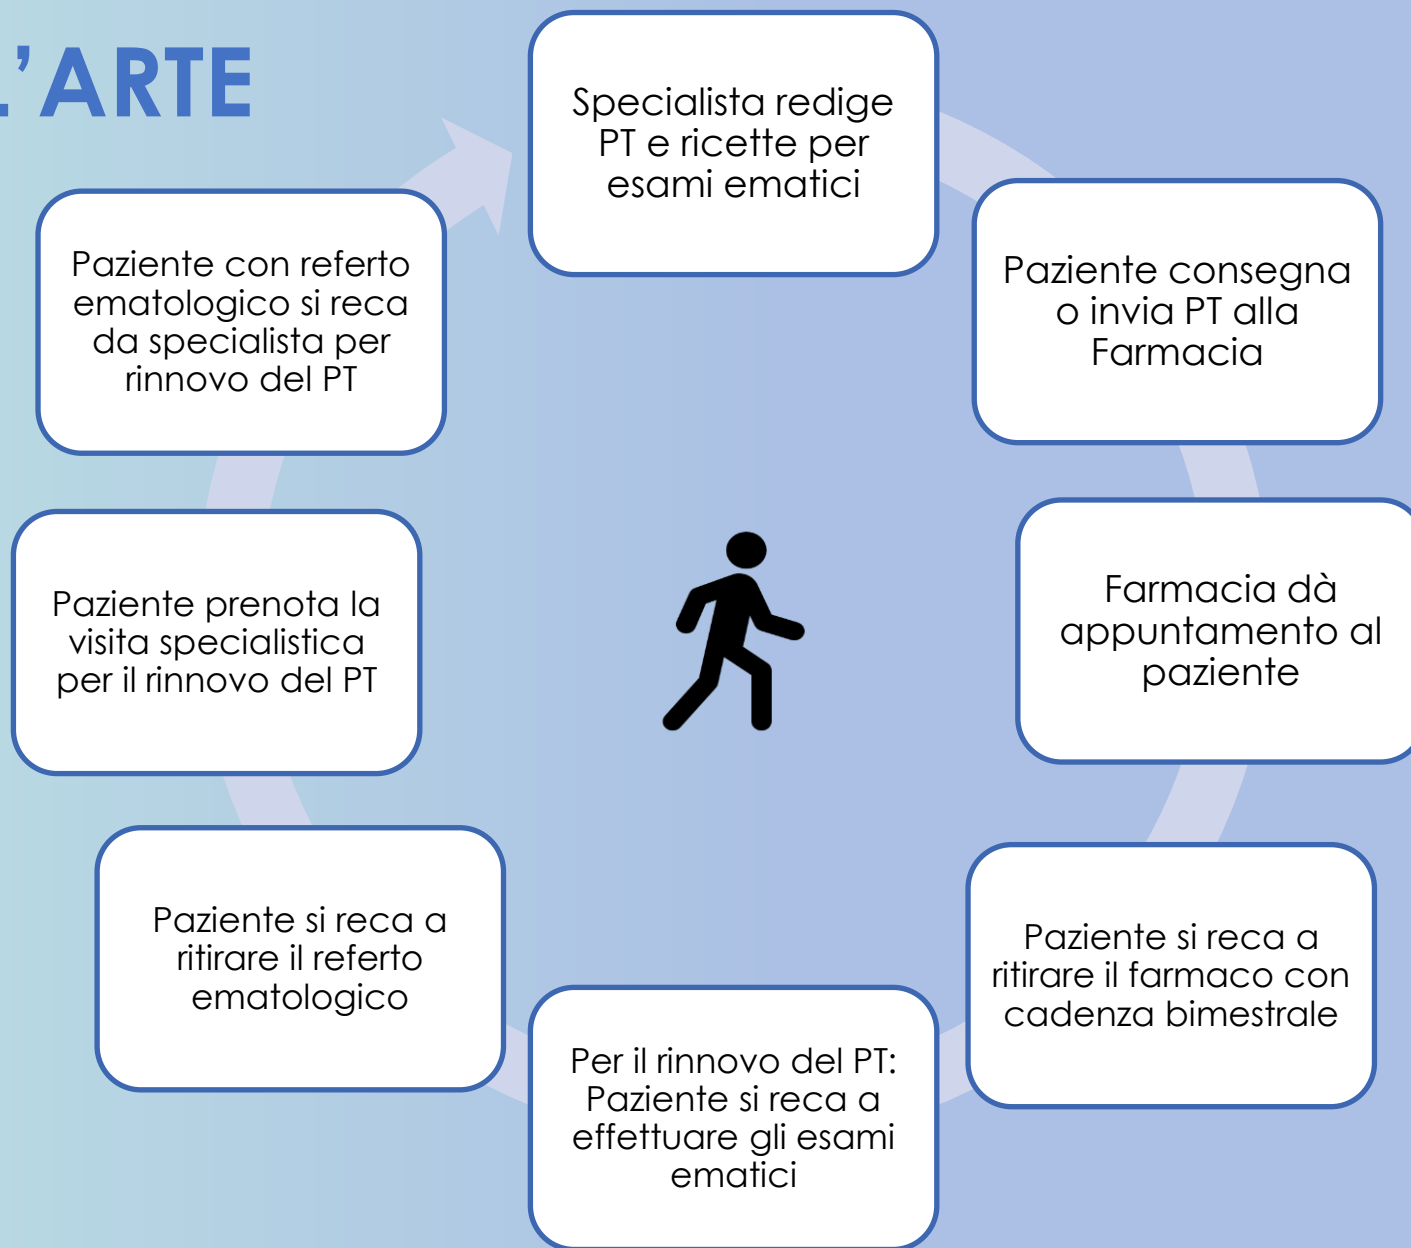 L’ARTE
Specialista redige
PT e ricette per
esami ematici
Paziente consegna
o invia PT alla
Farmacia
Farmacia dà
appuntamento al
paziente
Paziente si reca a
ritirare il farmaco con
cadenza bimestrale
Per il rinnovo del PT:
Paziente si reca a
effettuare gli esami
ematici
Paziente si reca a
ritirare il referto
ematologico
Paziente prenota la
visita specialistica
per il rinnovo del PT
Paziente con referto
ematologico si reca
da specialista per
rinnovo del PT